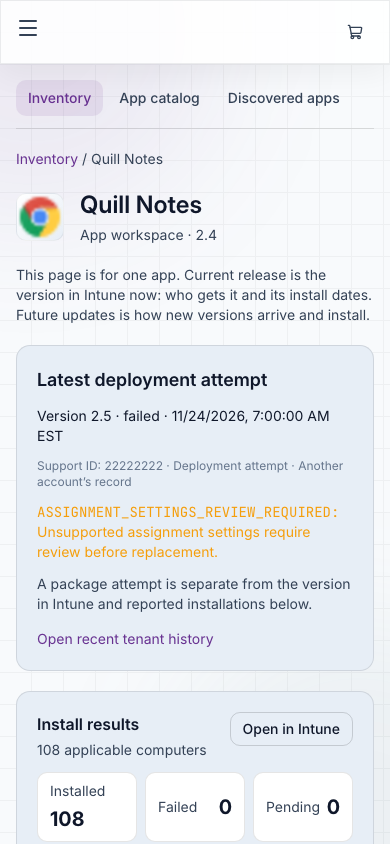 Inventory App catalog Discovered apps
Inventory / Quill Notes
Quill Notes
App workspace · 2.4
This page is for one app. Current release is the
version in Intune now: who gets it and its install dates.
Future updates is how new versions arrive and install.
Latest deployment attempt
Version 2.5 · failed · 11/24/2026, 7:00:00 AM
EST
Support ID: 22222222 · Deployment attempt · Another
account’s record
ASSIGNMENT_SETTINGS_REVIEW_REQUIRED:
Unsupported assignment settings require
review before replacement.
A package attempt is separate from the version
in Intune and reported installations below.
Open recent tenant history
Install results
Open in Intune
108 applicable computers
Installed
108
Failed 0
Pending 0